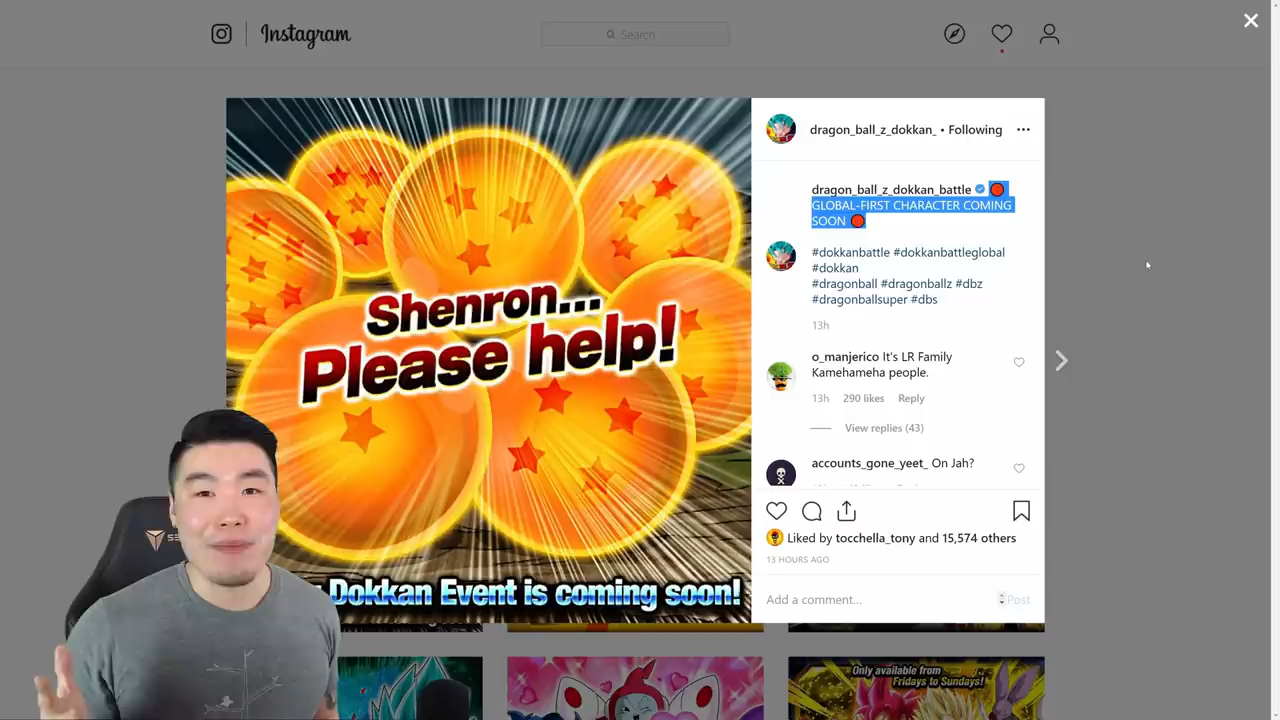 Instagram
Search
dragon_ball_z_dokkan_ • Following
Shenron...
Please help!
Dokkan Event is coming soon!
dragon_ball_z_dokkan_battle
GLOBAL-FIRST CHARACTER COMING
SOON
#dokkanbattle #dokkanbattleglobal
#dokkan
#dragonball #dragonballz #dbz
#dragonballsuper #dbs
13h
o_manjerico It's LR Family
Kamehameha people.
13h 290 likes Reply
View replies (43)
accounts_gone_yeet_ On Jah?
Liked by tocchella_tony and 15,574 others
13 HOURS AGO
Add a comment...
Post
Only available from
Fridays to Sundays!